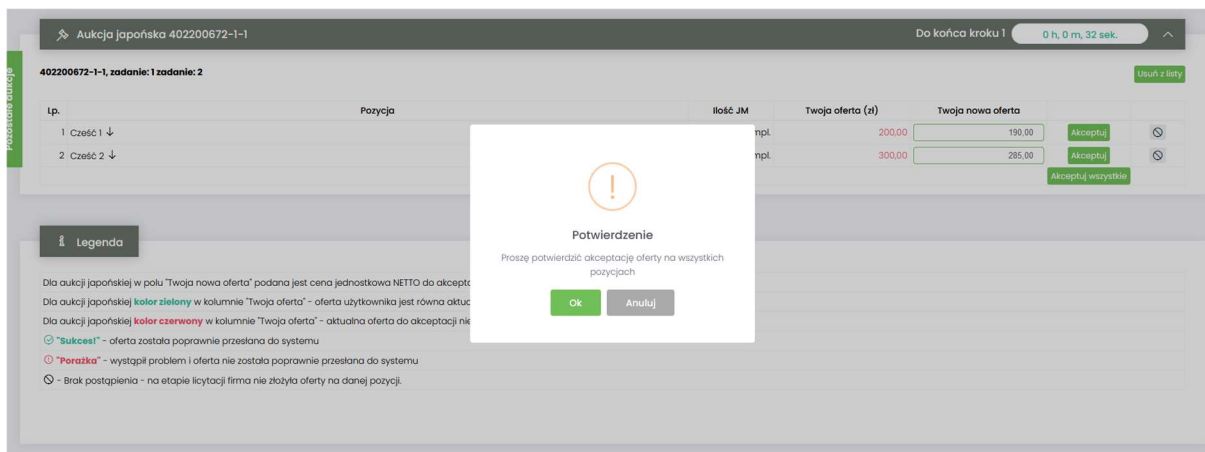 Aukcja japońska 402200672-1-1
Do końca kroku 1 0 h, 0 m, 32 sek.
Pozostałe aukcje
402200672-1-1, zadanie: 1 zadanie: 2
Usuń z listy
Lp. Pozycja Ilość JM Twoja oferta (zł) Twoja nowa oferta
1 Cześć 1 mpl. 200,00 190,00 Akceptuj
2 Cześć 2 mpl. 300,00 285,00 Akceptuj
Akceptuj wszystkie
Potwierdzenie
Proszę potwierdzić akceptację oferty na wszystkich
pozycjach
Ok Anuluj
Legenda
Dla aukcji japońskiej w polu "Twoja nowa oferta" podana jest cena jednostkowa NETTO do akcept
Dla aukcji japońskiej kolor zielony w kolumnie "Twoja oferta" - oferta użytkownika jest równa aktua
Dla aukcji japońskiej kolor czerwony w kolumnie "Twoja oferta" - aktualna oferta do akceptacji nie
"Sukces!" - oferta została poprawnie przesłana do systemu
"Porażka" - wystąpił problem i oferta nie została poprawnie przesłana do systemu
- Brak postąpienia - na etapie licytacji firma nie złożyła oferty na danej pozycji.